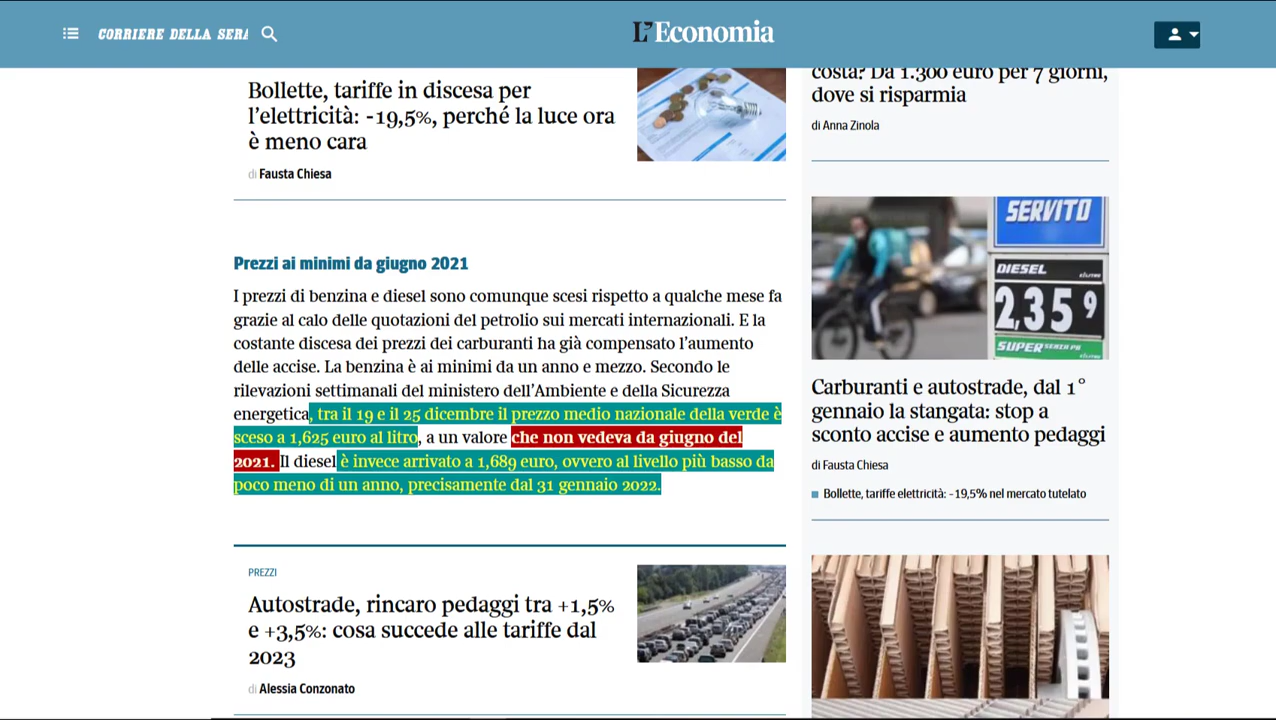 CORRIERE DELLA SERA
L'Economia
Bollette, tariffe in discesa per
l'elettricità: -19,5%, perché la luce ora
è meno cara
di Fausta Chiesa
Prezzi ai minimi da giugno 2021
I prezzi di benzina e diesel sono comunque scesi rispetto a qualche mese fa
grazie al calo delle quotazioni del petrolio sui mercati internazionali. E la
costante discesa dei prezzi dei carburanti ha già compensato l'aumento
delle accise. La benzina è ai minimi da un anno e mezzo. Secondo le
rilevazioni settimanali del ministero dell'Ambiente e della Sicurezza
energetica, tra il 19 e il 25 dicembre il prezzo medio nazionale della verde è
sceso a 1,625 euro al litro, a un valore che non vedeva da giugno del
2021. Il diesel è invece arrivato a 1,689 euro, ovvero al livello più basso da
poco meno di un anno, precisamente dal 31 gennaio 2022.
PREZZI
Autostrade, rincaro pedaggi tra +1,5%
e +3,5%: cosa succede alle tariffe dal
2023
di Alessia Conzonato
costa? Da 1.300 euro per 7 giorni,
dove si risparmia
di Anna Zinola
SERVITO
DIESEL
2,359
SUPER SENZA PB
Carburanti e autostrade, dal 1°
gennaio la stangata: stop a
sconto accise e aumento pedaggi
di Fausta Chiesa
Bollette, tariffe elettricità: -19,5% nel mercato tutelato